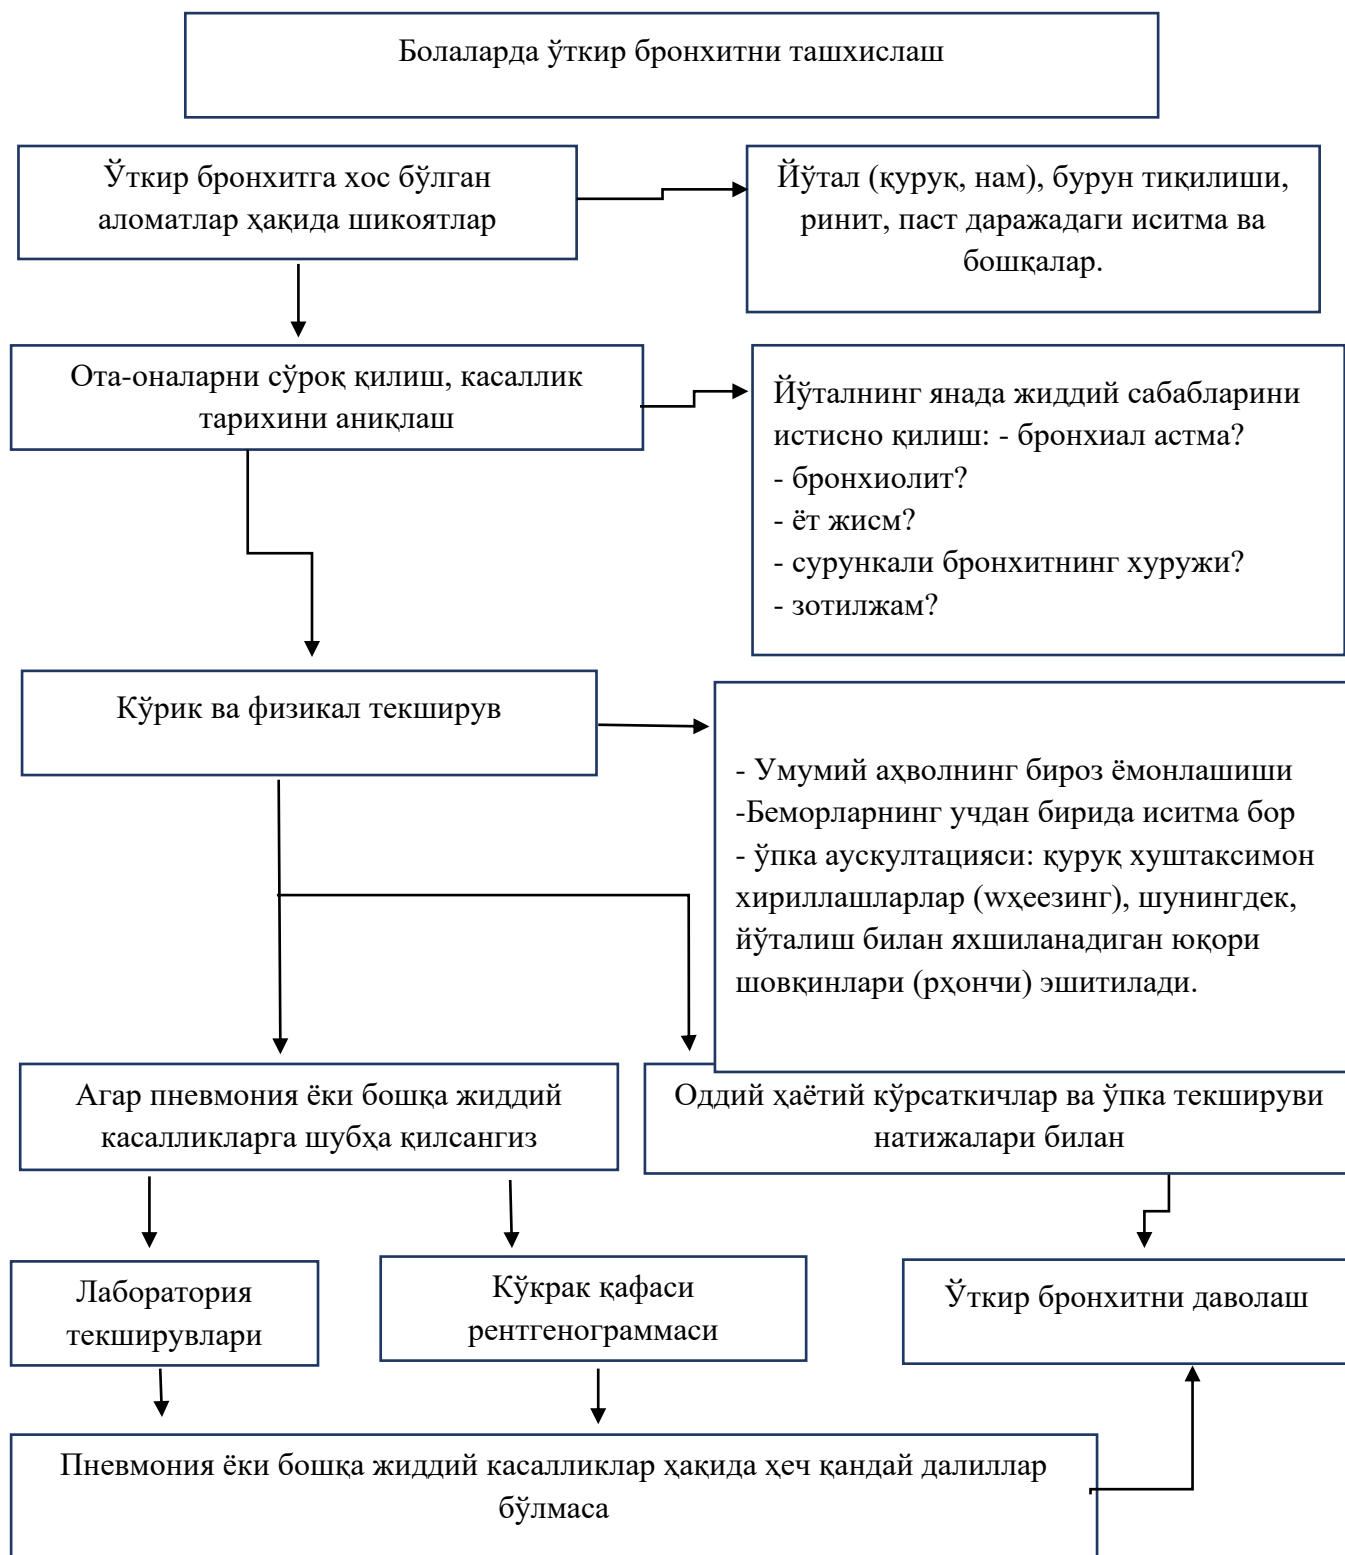 Болаларда ўткир бронхитни ташхислаш
Ўткир бронхитга хос бўлган
аломатлар ҳақида шикоятлар
Йўтал (қуруқ, нам), бурун тиқилиши,
ринит, паст даражадаги иситма ва
бошқалар.
Ота-оналарни сўроқ қилиш, касаллик
тарихини аниқлаш
Йўталнинг янада жиддий сабабларини
истисно қилиш: - бронхиал астма?
- бронхиолит?
- ёт жисм?
- сурункали бронхитнинг хуружи?
- зотилжам?
Кўрик ва физикал текширув
- Умумий аҳволнинг бироз ёмонлашиши
-Беморларнинг учдан бирида иситма бор
- ўпка аускултацияси: қуруқ хуштаксимон
хириллашларлар (wҳеезинг), шунингдек,
йўталиш билан яхшиланадиган юқори
шовқинлари (рҳончи) эшитилади.
Агар пневмония ёки бошқа жиддий
касалликларга шубҳа қилсангиз
Оддий ҳаётий кўрсаткичлар ва ўпка текшируви
натижалари билан
Лаборатория
текширувлари
Кўкрак қафаси
рентгенограммаси
Ўткир бронхитни даволаш
Пневмония ёки бошқа жиддий касалликлар ҳақида ҳеч қандай далиллар
бўлмаса